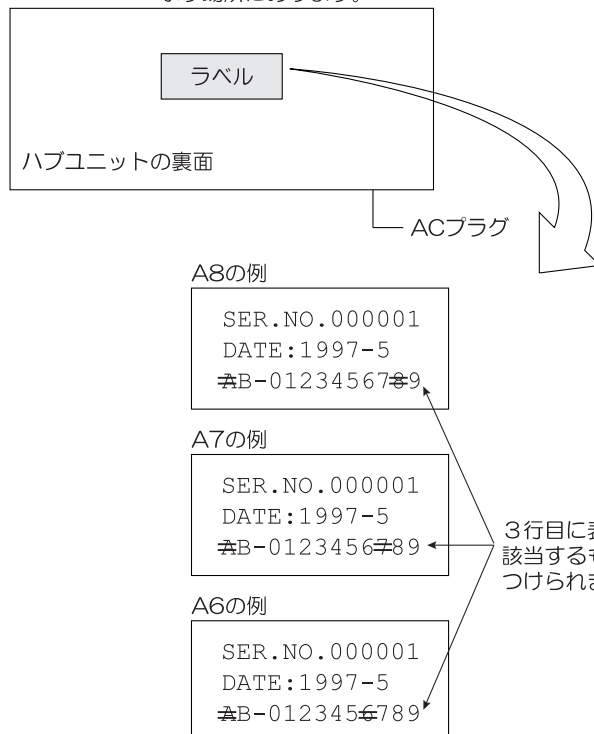 ラベル
ハブユニットの裏面
ACプラグ
A8の例
SER.NO.000001
DATE:1997-5
AB-0123456789
A7の例
SER.NO.000001
DATE:1997-5
AB-0123456789
3行目に
該当する
つけられ
A6の例
SER.NO.000001
DATE:1997-5
AB-0123456789